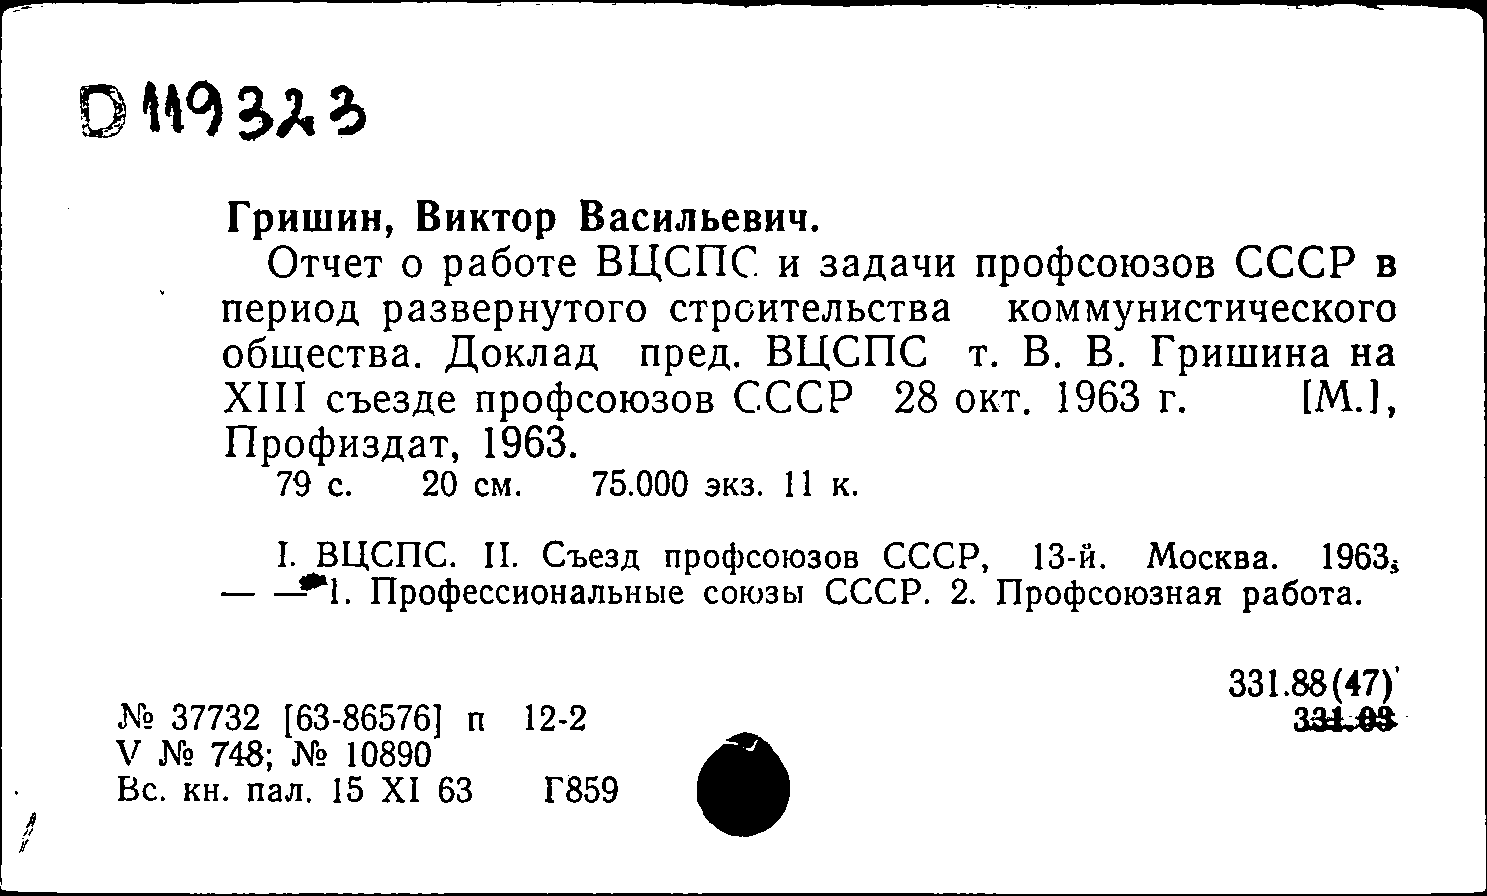 D 119323
Гришин, Виктор Васильевич.
Отчет о работе ВЦСПС и задачи профсоюзов СССР в
период развернутого строительства коммунистического
общества. Доклад пред. ВЦСПС т. В. В. Гришина на
XIII съезде профсоюзов СССР 28 окт. 1963 г. [М.],
Профиздат, 1963.
79 с. 20 см. 75.000 экз. 11 к.
I. ВЦСПС. II. Съезд профсоюзов СССР, 13-й. Москва. 1963.
— — 1. Профессиональные союзы СССР. 2. Профсоюзная работа.
331.88(47)
331.03
№ 37732 [63-86576] п 12-2
V № 748; № 10890
Вс. кн. пал. 15 XI 63 Г859